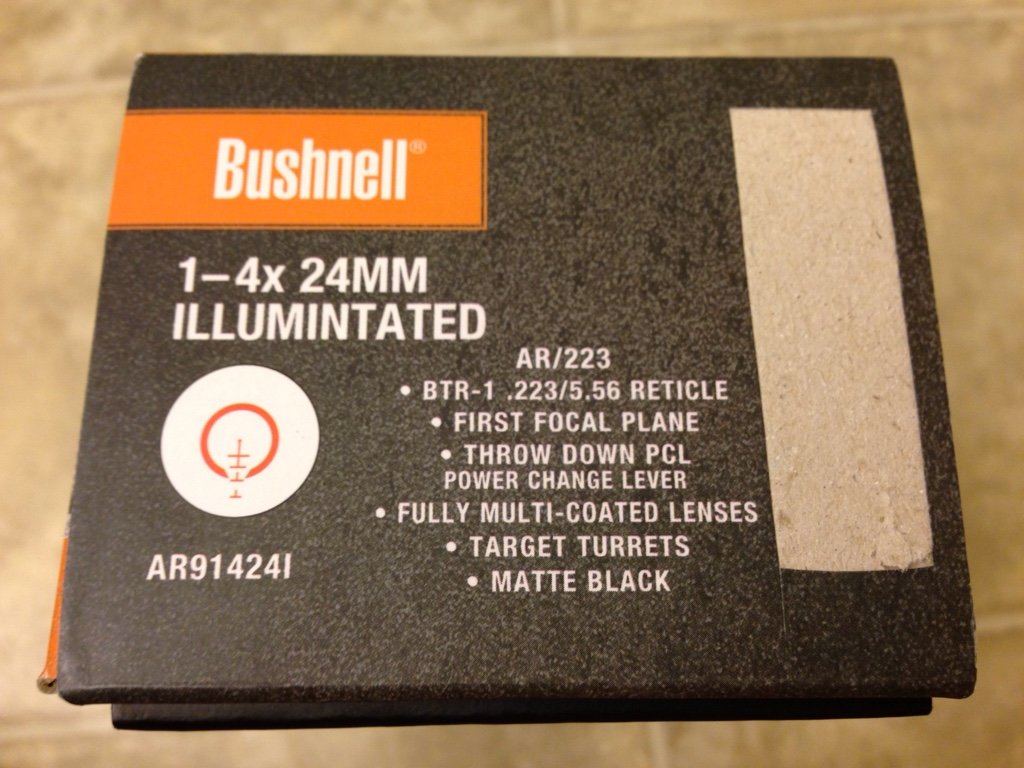 Bushnell®
1–4x 24MM
ILLUMINTATED
AR/223
• BTR-1 .223/5.56 RETICLE
• FIRST FOCAL PLANE
• THROW DOWN PCL
POWER CHANGE LEVER
• FULLY MULTI-COATED LENSES
• TARGET TURRETS
• MATTE BLACK
AR91424I